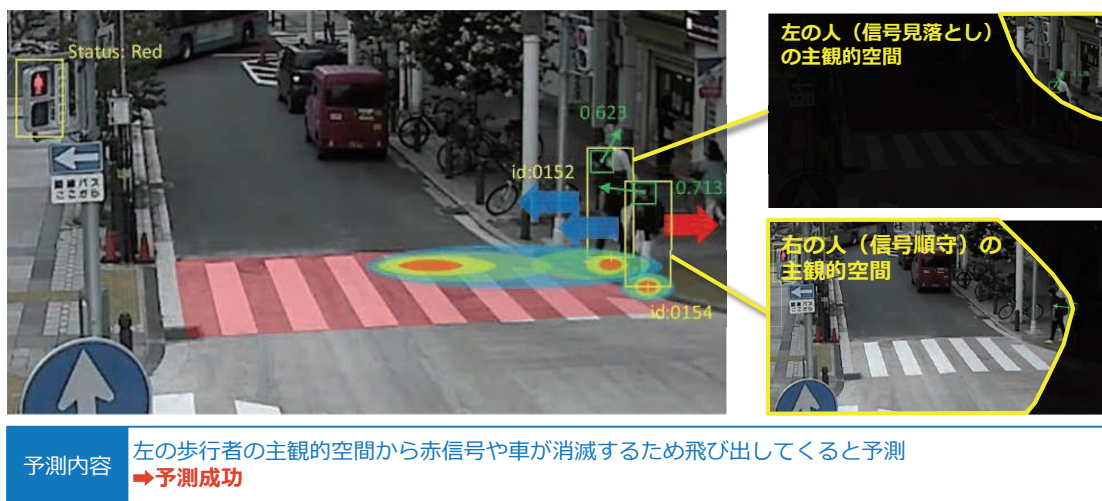 Status: Red
0.623
id:0152
0.713
id:0154
左の人（信号見落とし）
の主観的空間
右の人（信号順守）の
主観的空間
予測内容
左の歩行者の主観的空間から赤信号や車が消滅するため飛び出してくると予測
➡予測成功